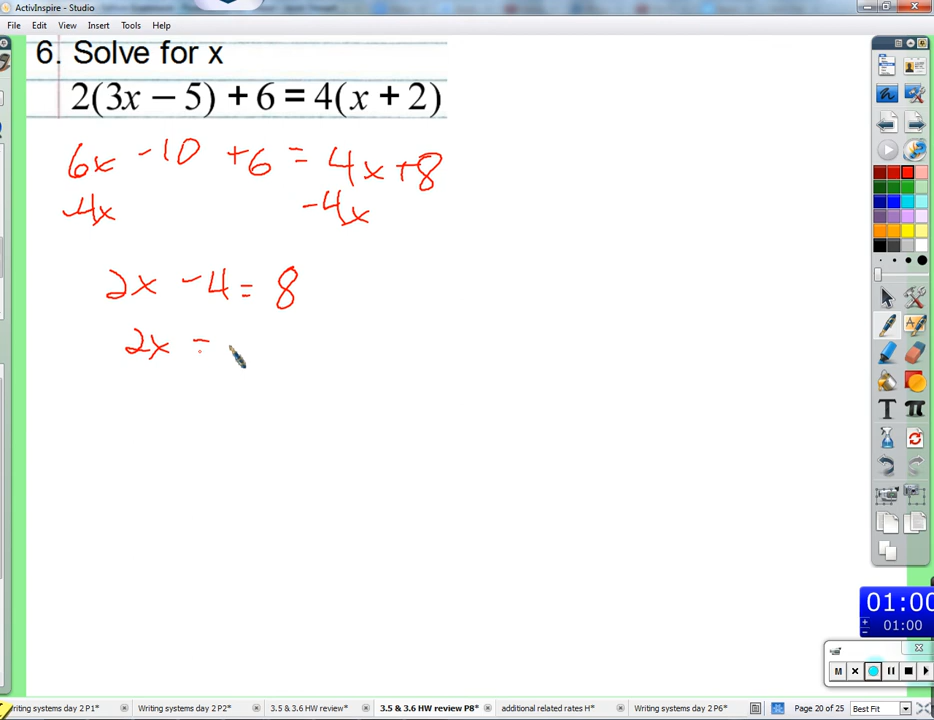 ActivInspire - Studio
File Edit View Insert Tools Help
6. Solve for x
2(3x − 5) + 6 = 4(x + 2)
6x -10 +6 = 4x +8
-4x -4x
2x -4 = 8
2x =
T π
01:00
01:00
M
riting systems day 2 P1* Writing systems day 2 P2* 3.5 & 3.6 HW review* 3.5 & 3.6 HW review P8* additional related rates H* Writing systems day 2 P6* Page 20 of 25 Best Fit